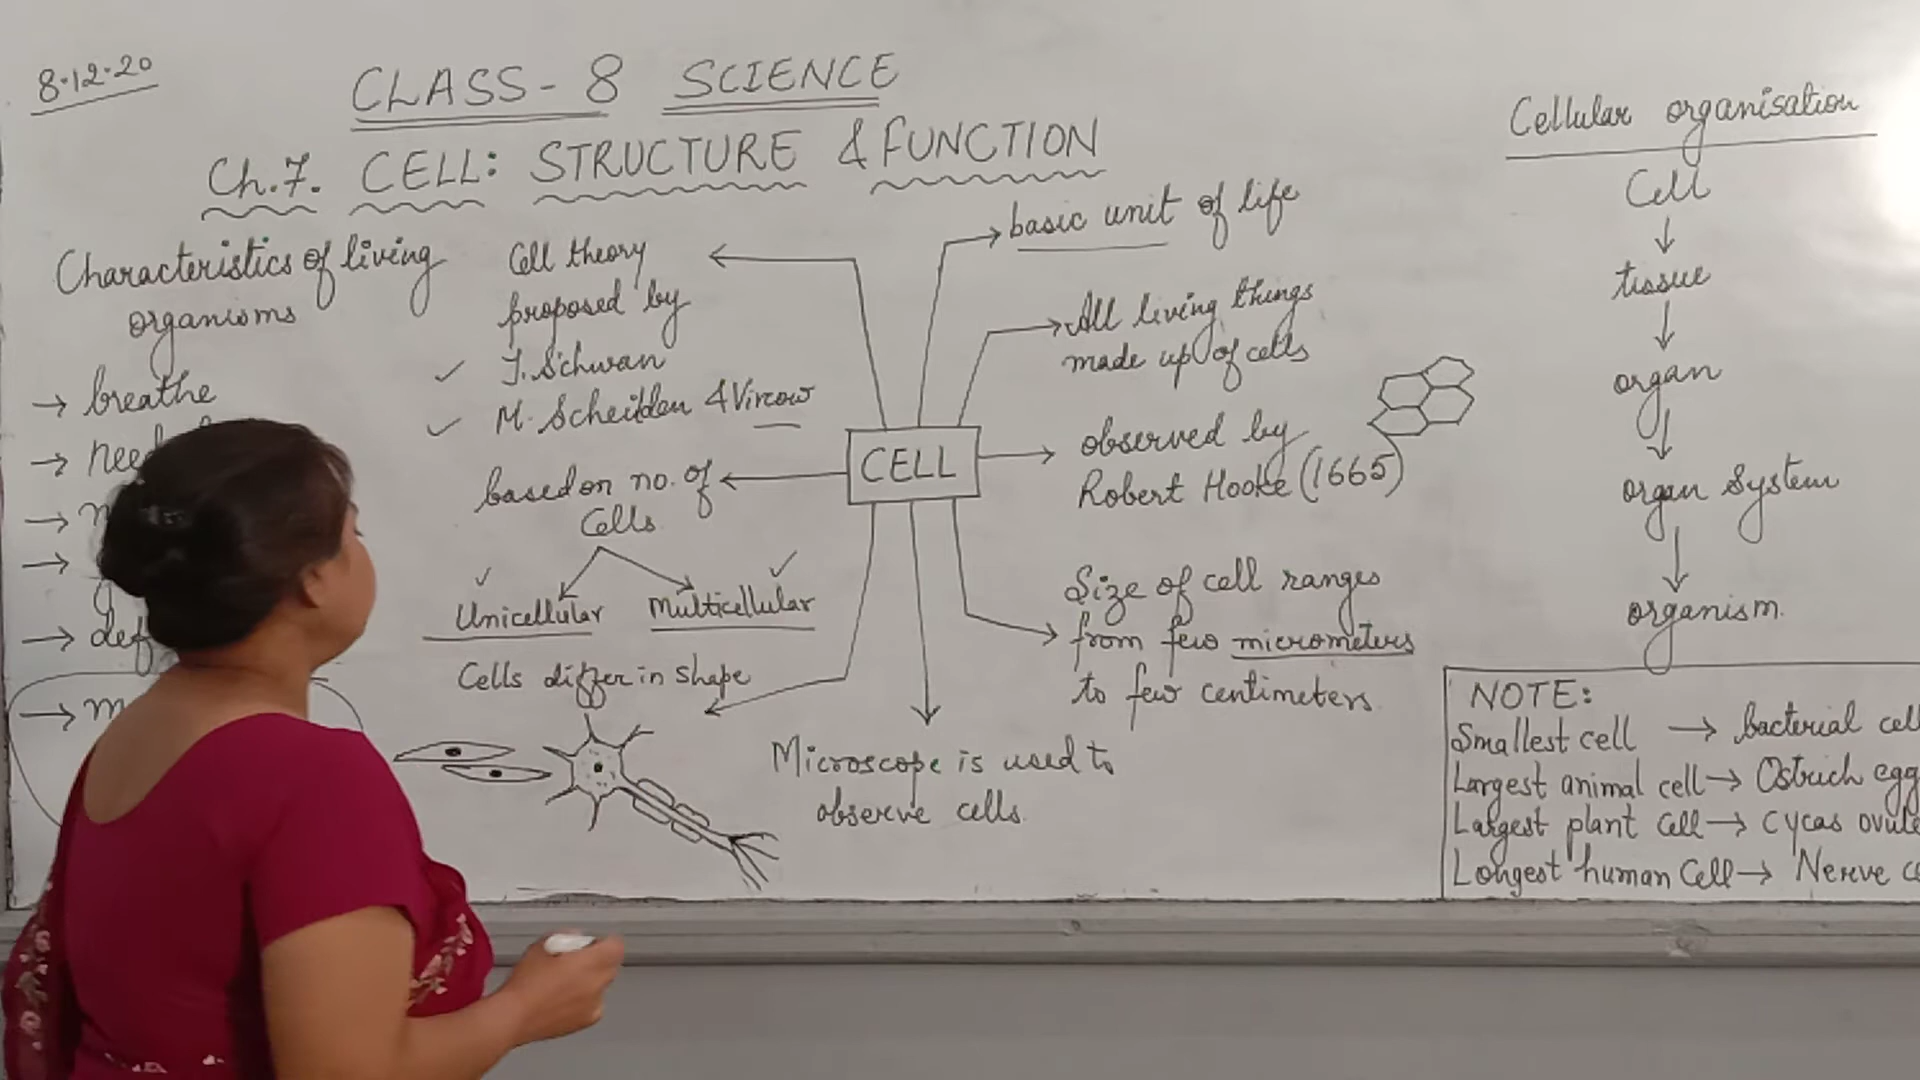 8.12.20
CLASS-8 SCIENCE
Ch.7. CELL: STRUCTURE & FUNCTION
Characteristics of living
organisms
→ breathe
→
→
→
→
→
Cell theory
proposed by
✓ J. Schwan
✓ M. Scheilden & Vircow
based on no. of
Cells
✓ Unicellular
Multicellular ✓
Cells differ in shape
CELL
basic unit of life
All living things
made up of cells
observed by
Robert Hooke (1665)
Size of cell ranges
from few micrometers
to few centimeters
Microscope is used to
observe cells.
Cellular organisation
Cell
↓
tissue
↓
organ
↓
organ System
↓
organism.
NOTE:
Smallest cell → bacterial cell
Largest animal cell → Ostrich egg
Largest plant cell → cycas ovule
Longest human Cell → Nerve